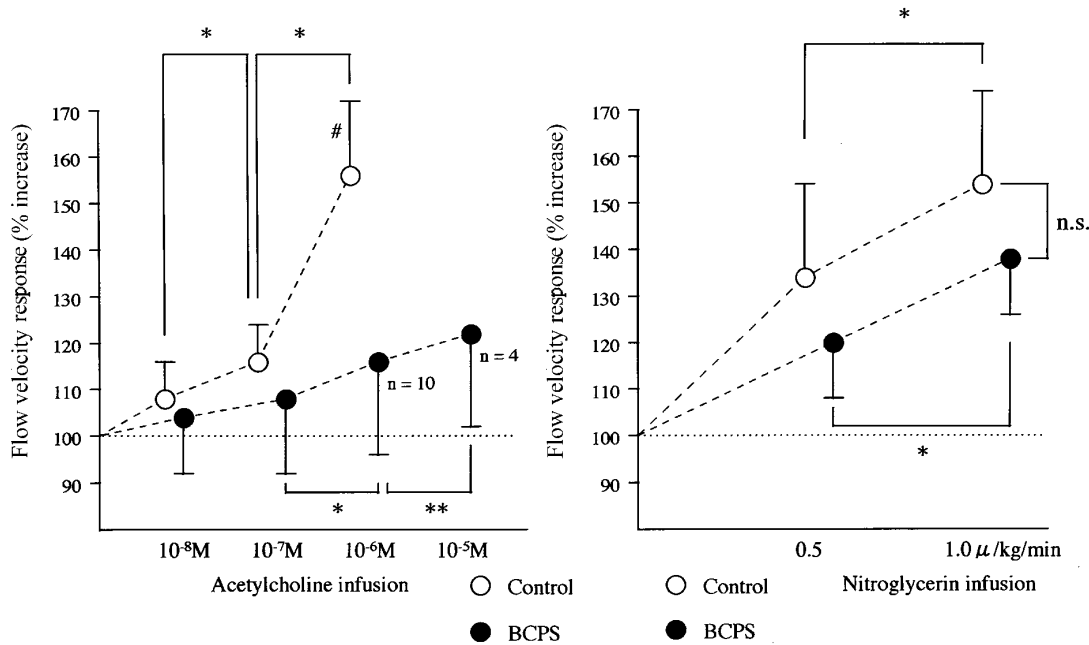 * *
Flow velocity response (% increase)
170
160
150
140
130
120
110
100
90
#
n = 10
n = 4
* **
10-8M 10-7M 10-6M 10-5M
Acetylcholine infusion
○ Control
● BCPS
*
Flow velocity response (% increase)
170
160
150
140
130
120
110
100
90
n.s.
*
0.5 1.0 μ/kg/min
Nitroglycerin infusion
○ Control
● BCPS